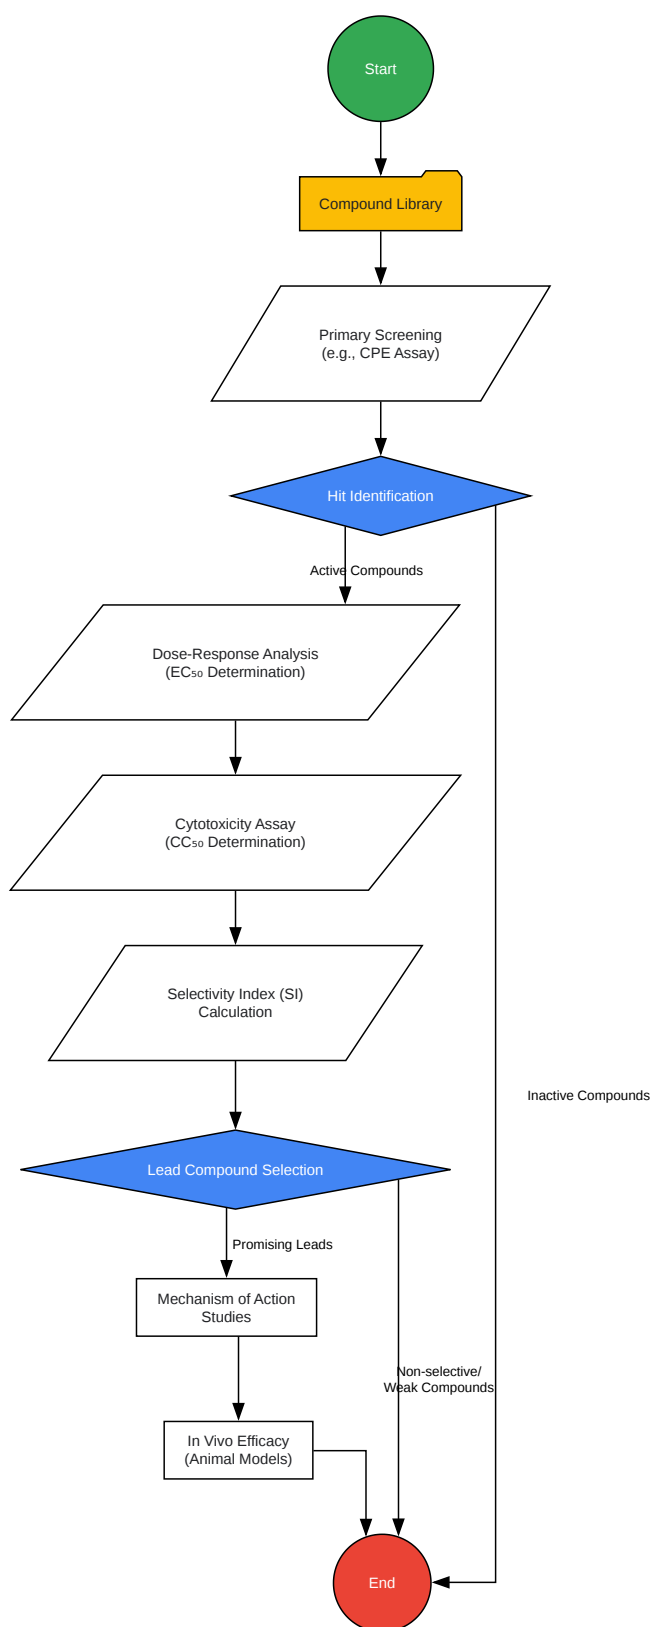 Start
Compound Library
Primary Screening
(e.g., CPE Assay)
Hit Identification
Active Compounds
Dose-Response Analysis
(EC₅₀ Determination)
Cytotoxicity Assay
(CC₅₀ Determination)
Selectivity Index (SI)
Calculation
Inactive Compounds
Lead Compound Selection
Promising Leads
Mechanism of Action
Studies
Non-selective/
Weak Compounds
In Vivo Efficacy
(Animal Models)
End